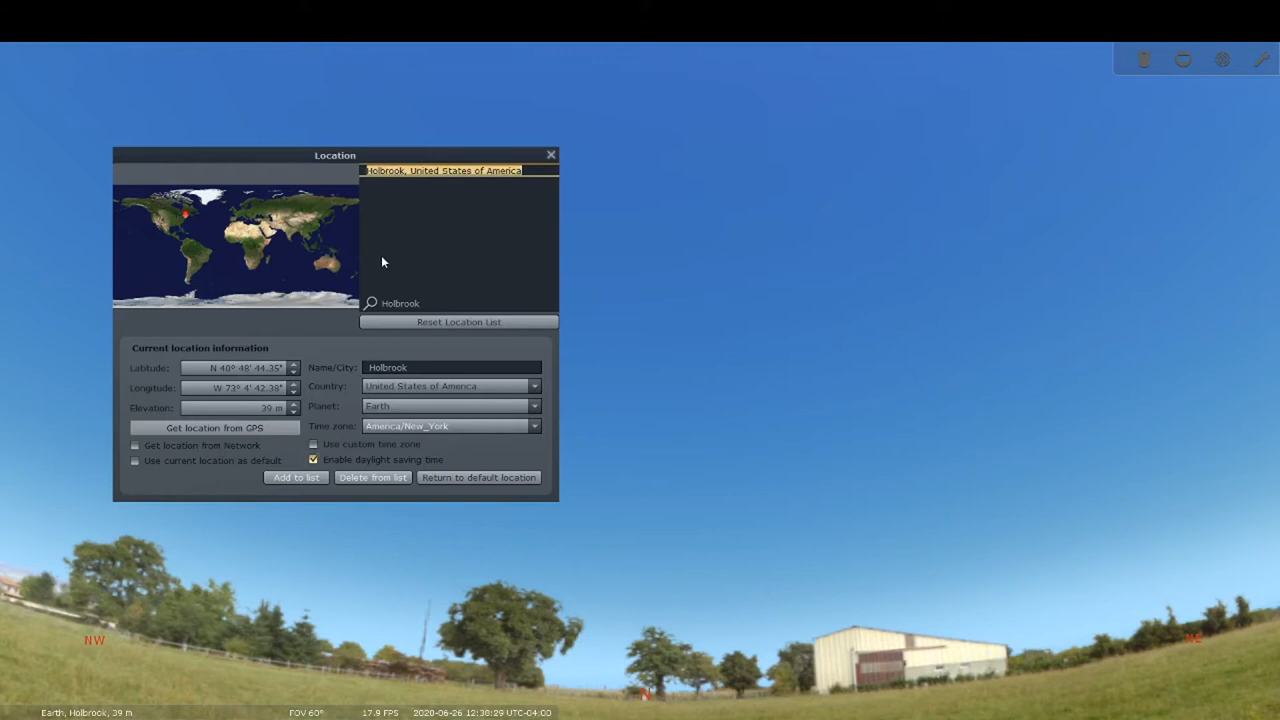 Location
Holbrook, United States of America
Holbrook
Reset Location List
Current location information
Latitude: N 40° 48' 44.35"
Name/City: Holbrook
Longitude: W 73° 4' 42.38"
Country: United States of America
Elevation: 39 m
Planet: Earth
Get location from GPS
Time zone: America/New_York
Get location from Network
Use custom time zone
Use current location as default
Enable daylight saving time
Add to list
Delete from list
Return to default location
NW
N
NE
Earth, Holbrook, 39 m
FOV 60°
17.9 FPS
2020-06-26 12:38:29 UTC-04:00